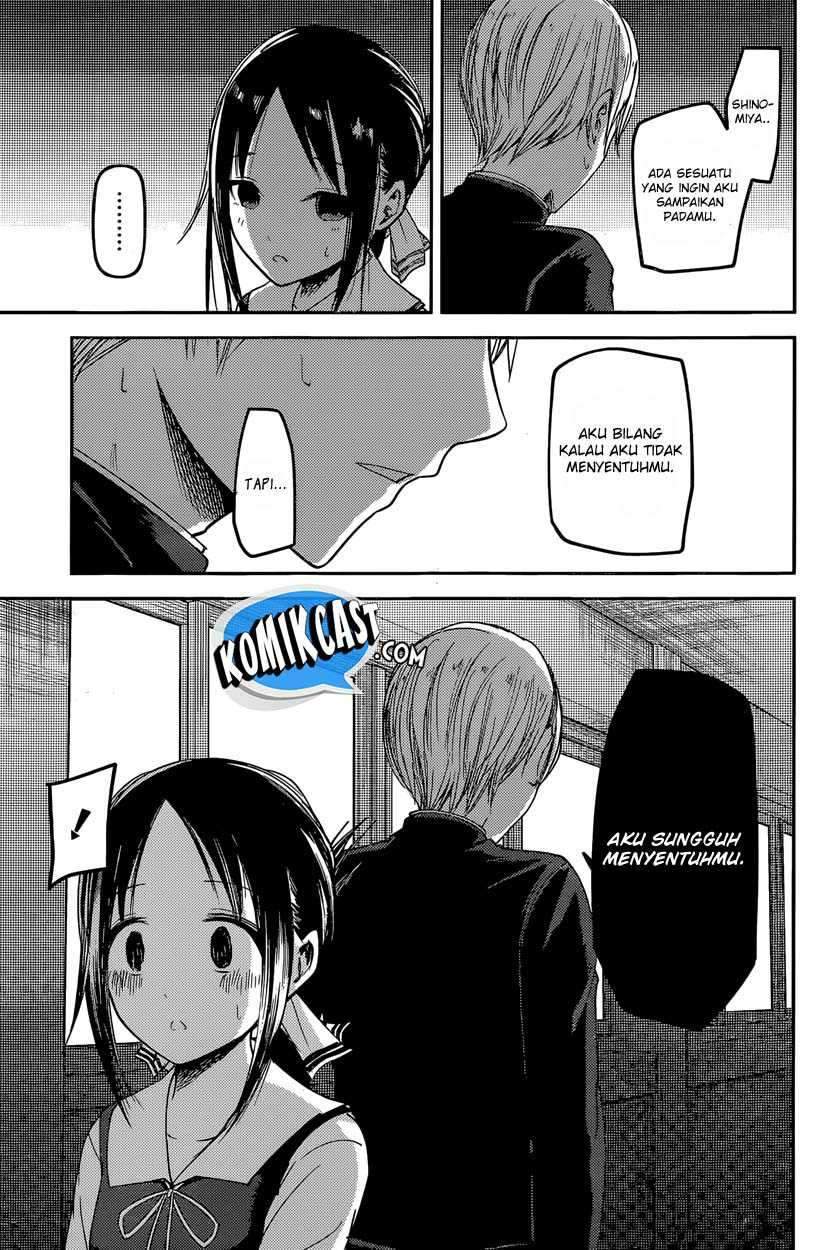 SHINO-
MIYA..
ADA SESUATU
YANG INGIN AKU
SAMPAIKAN
PADAMU.
........
AKU BILANG
KALAU AKU TIDAK
MENYENTUHMU.
TAPI...
KOMIKCAST
.COM
AKU SUNGGUH
MENYENTUHMU.
!